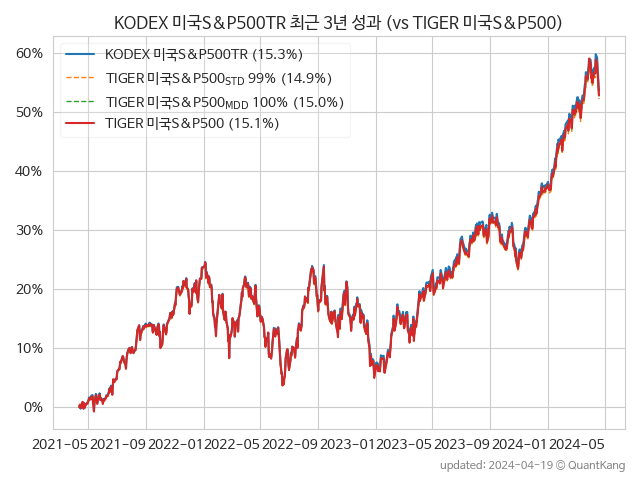 KODEX 미국S&P500TR 최근 3년 성과 (vs TIGER 미국S&P500)
KODEX 미국S&P500TR (15.3%)
TIGER 미국S&P500STD 99% (14.9%)
TIGER 미국S&P500MDD 100% (15.0%)
TIGER 미국S&P500 (15.1%)
60%
50%
40%
30%
20%
10%
0%
2021-05 2021-09 2022-01 2022-05 2022-09 2023-01 2023-05 2023-09 2024-01 2024-05
updated: 2024-04-19 © QuantKang